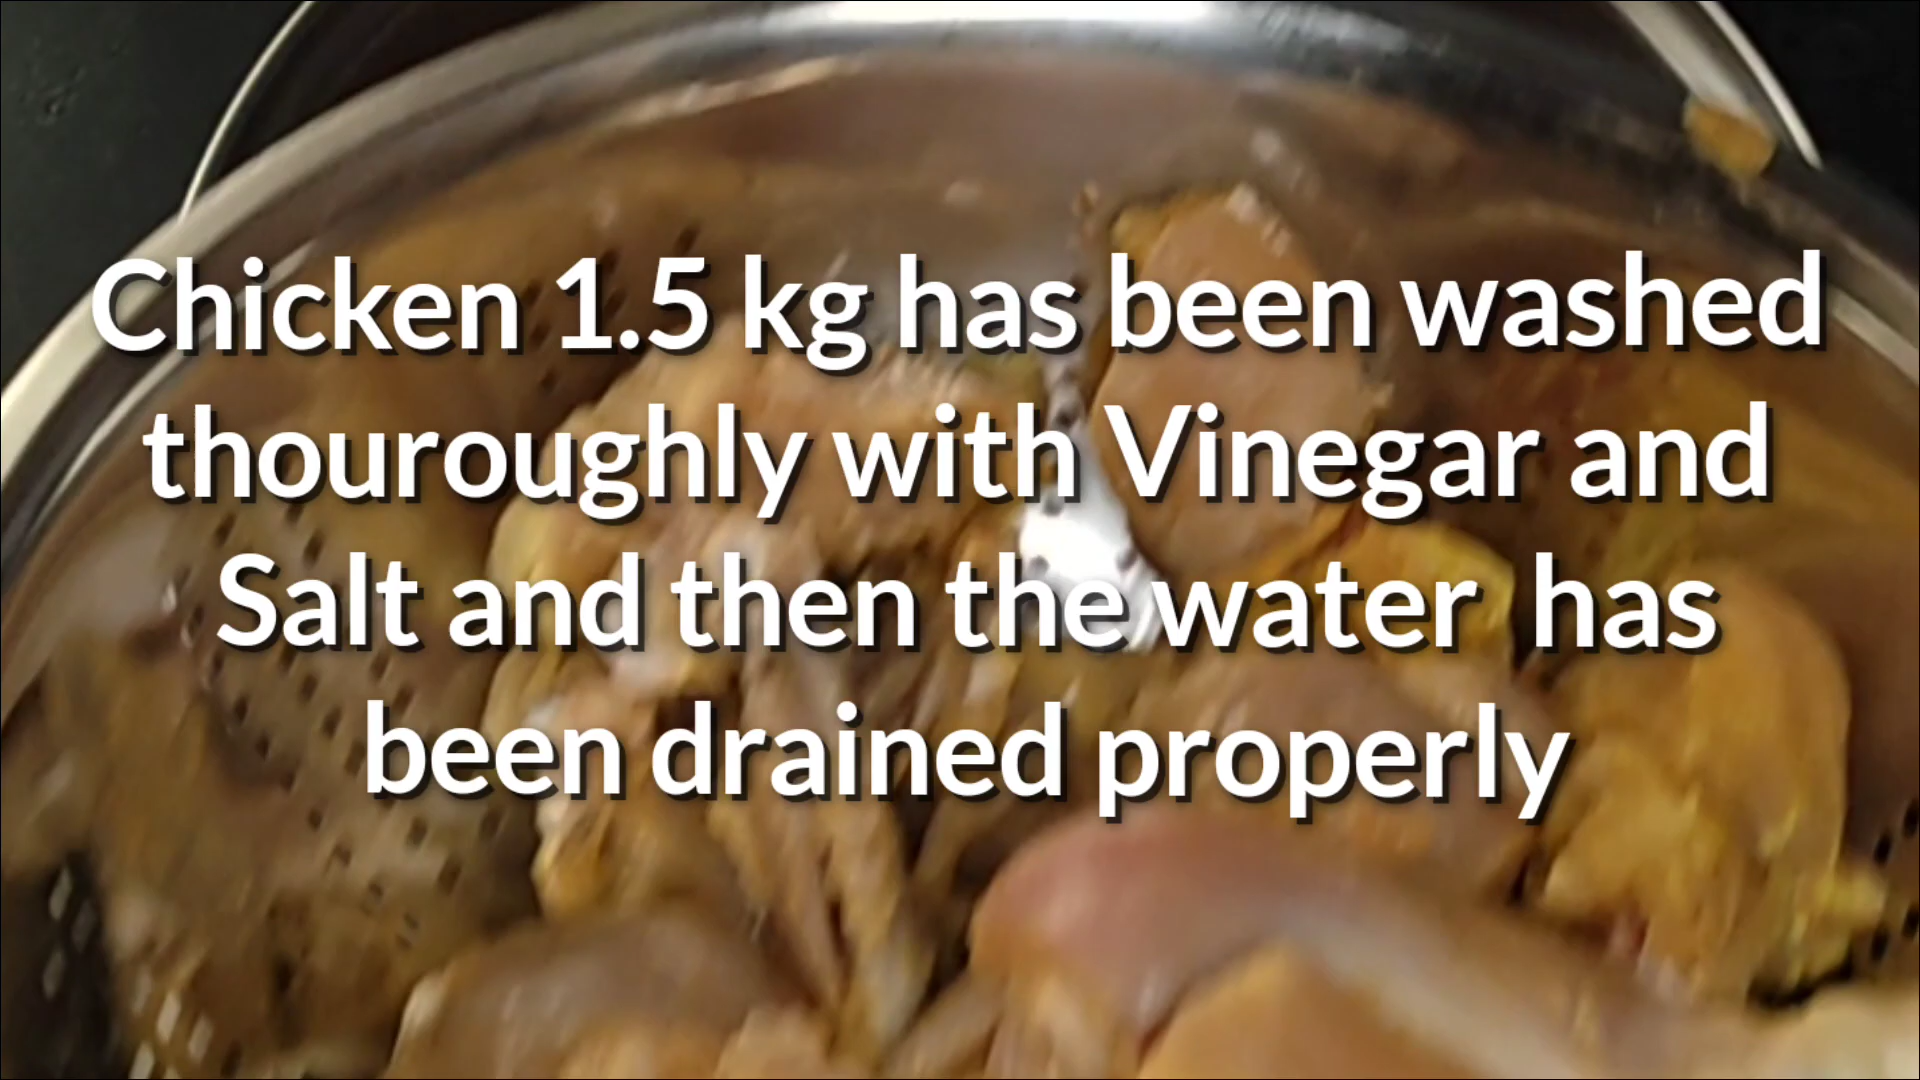 Chicken 1.5 kg has been washed
thouroughly with Vinegar and
Salt and then the water  has
been drained properly